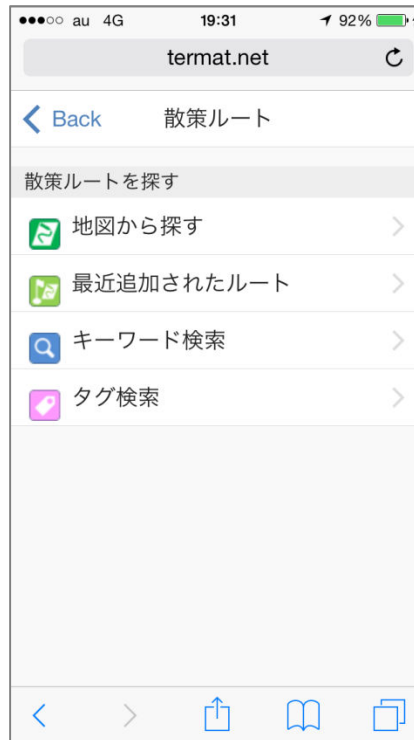 au 4G 19:31 92%
termat.net
Back 散策ルート
散策ルートを探す
地図から探す
最近追加されたルート
キーワード検索
タグ検索